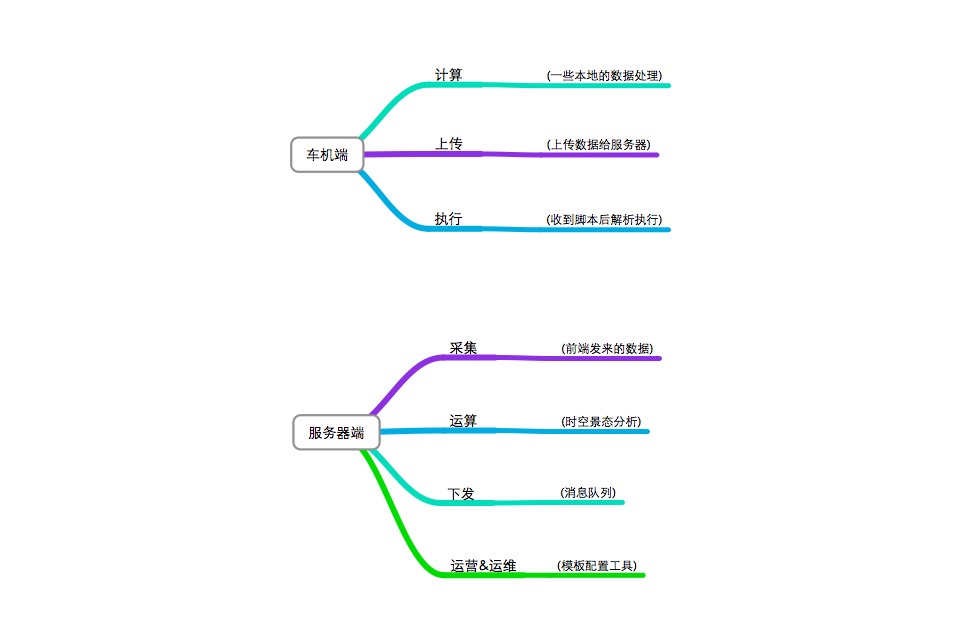 计算 (一些本地的数据处理)
上传 (上传数据给服务器)
车机端
执行 (收到脚本后解析执行)
采集 (前端发来的数据)
运算 (时空景态分析)
服务器端
下发 (消息队列)
运营&运维 (模板配置工具)